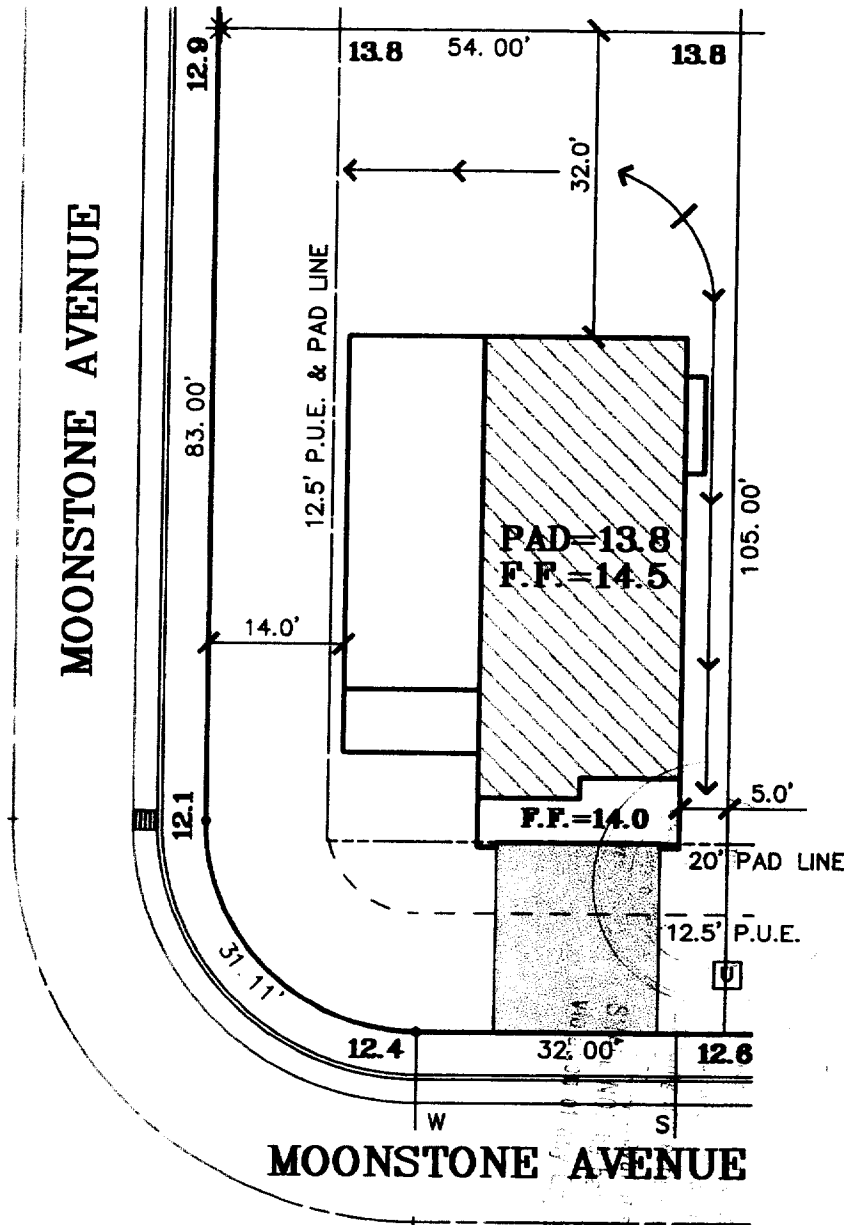 12.9
13.8
54.00'
13.8
32.0'
MOONSTONE AVENUE
12.5' P.U.E. & PAD LINE
83.00'
PAD=13.8
F.F.=14.5
105.00'
14.0'
12.1
F.F.=14.0
5.0'
20' PAD LINE
12.5' P.U.E.
U
31.11'
12.4
32.00'
12.6
W
S
MOONSTONE AVENUE